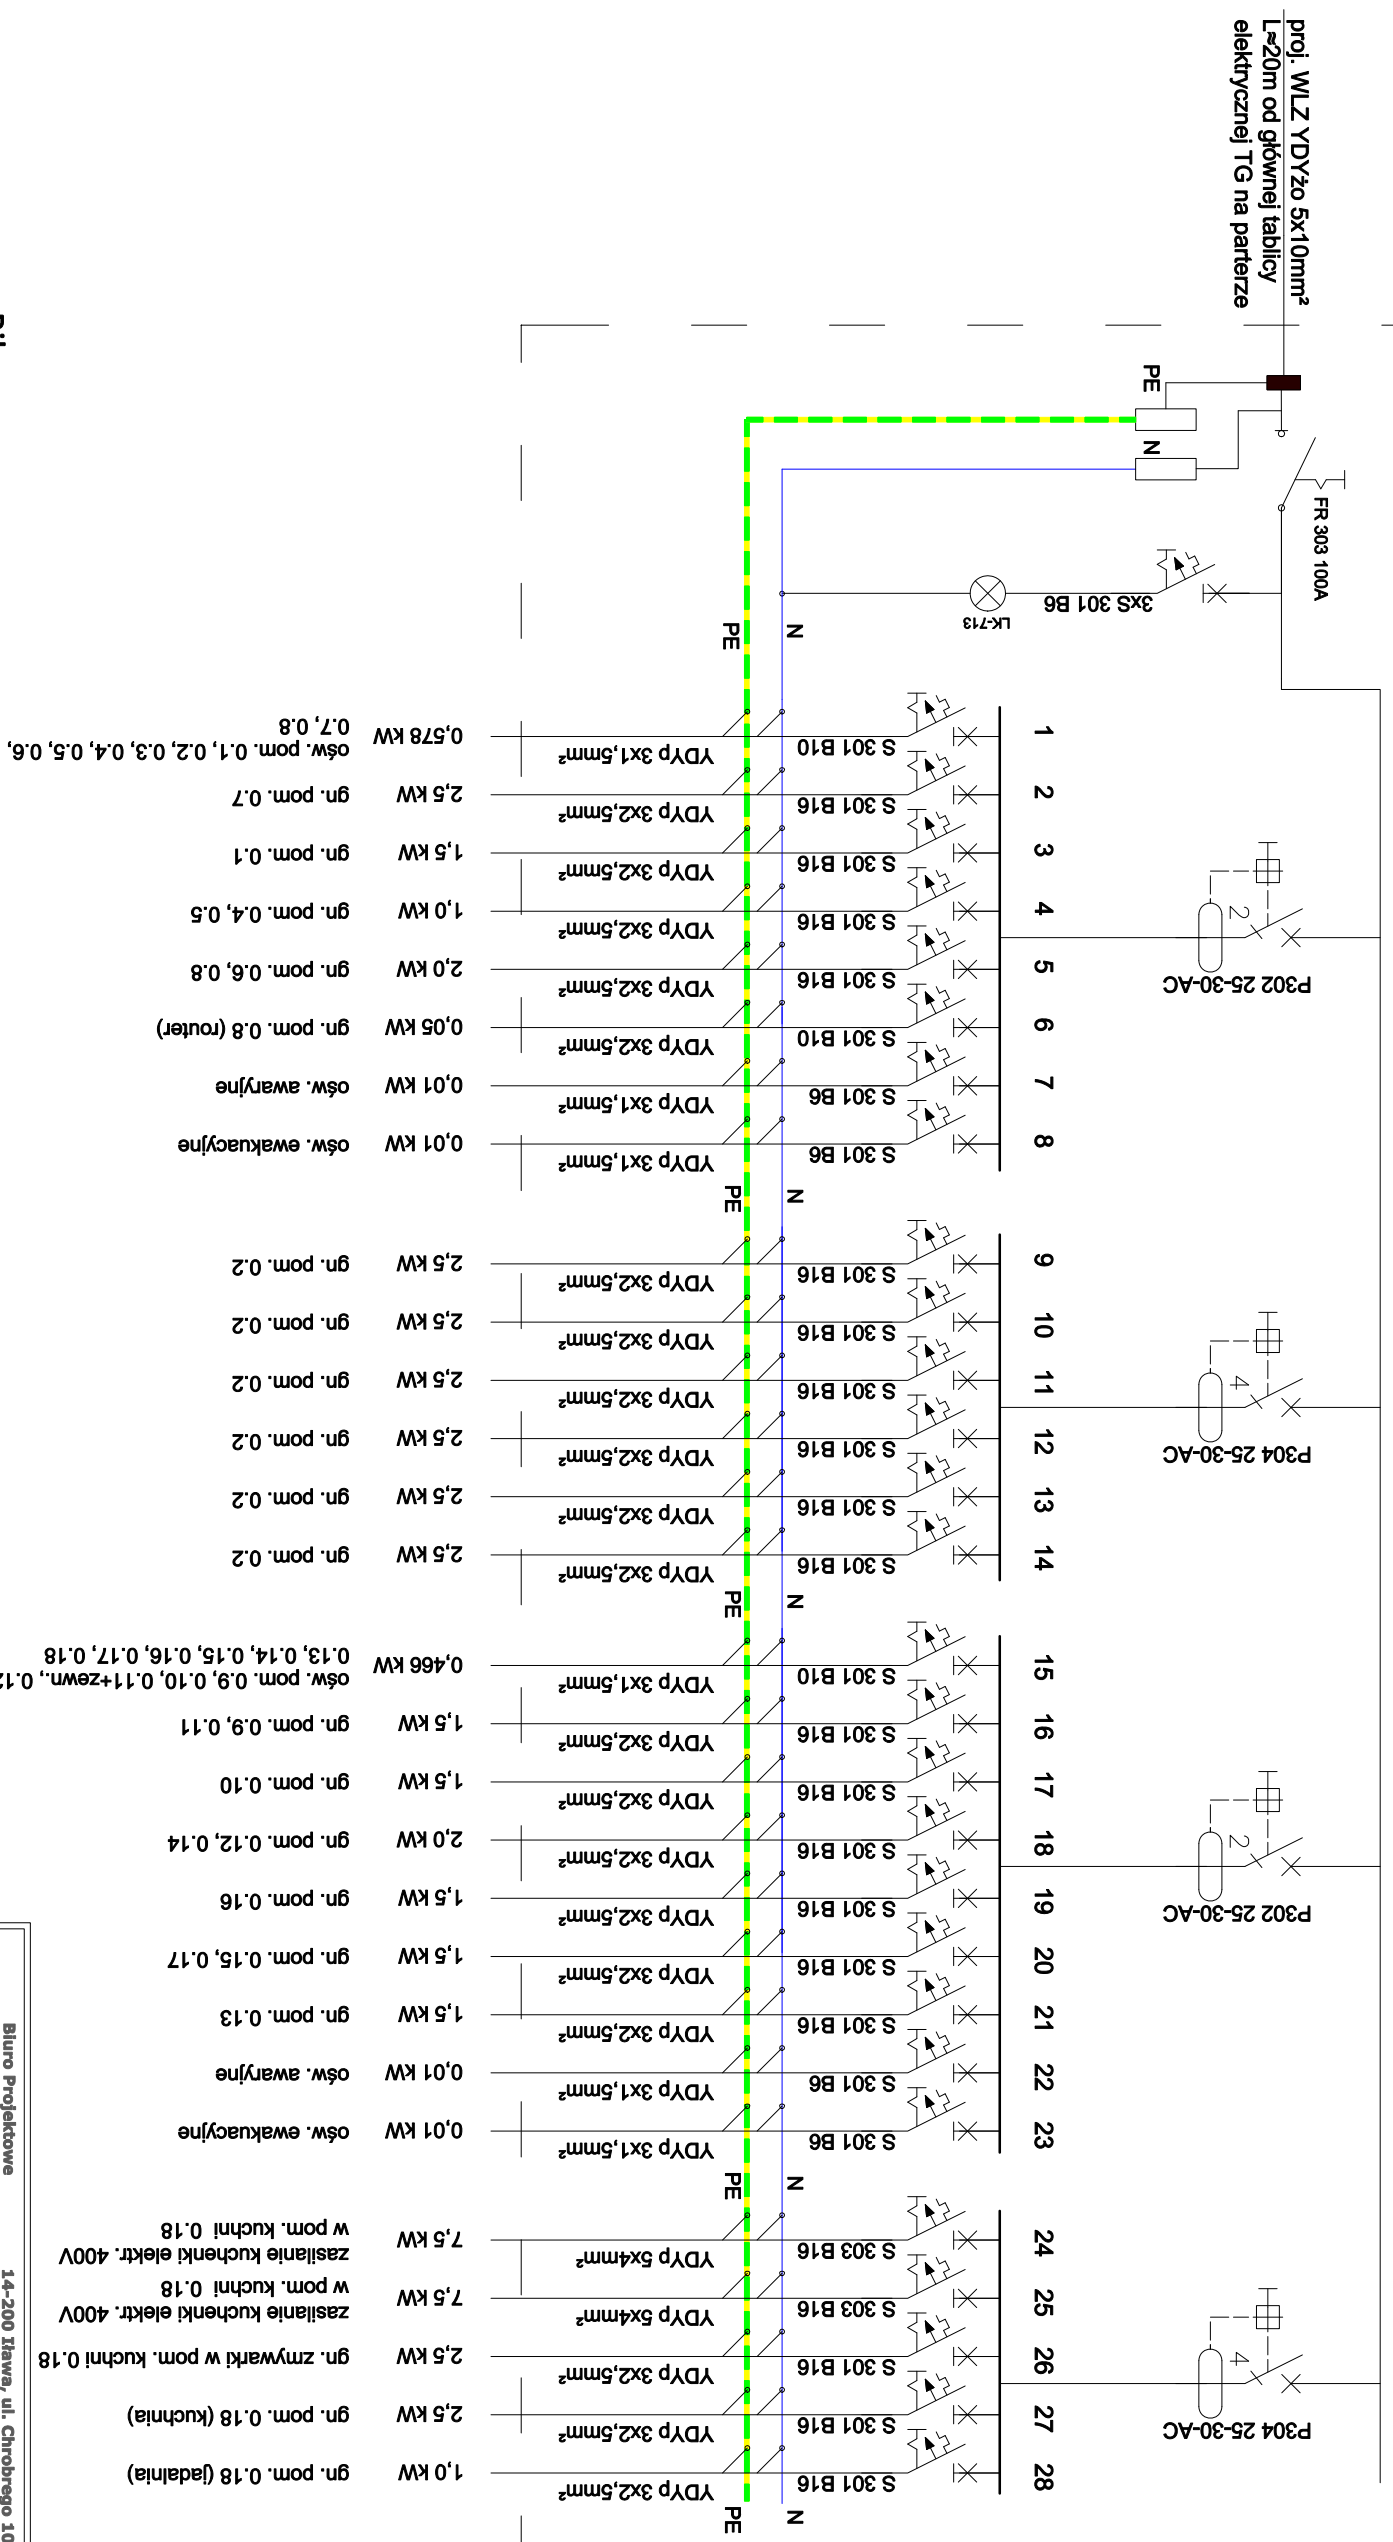 proj. WLZ YDYżo 5x10mm²
L≈20m od głównej tablicy
elektrycznej TG na parterze
PE
N
FR 303 100A
3xS 301 B6
LK-713
N
PE
1
S 301 B10
YDYp 3x1,5mm²
0,578 kW
ośw. pom. 0.1, 0.2, 0.3, 0.4, 0.5, 0.6,
0.7, 0.8
2
S 301 B16
YDYp 3x2,5mm²
2,5 kW
gn. pom. 0.7
3
S 301 B16
YDYp 3x2,5mm²
1,5 kW
gn. pom. 0.1
4
S 301 B16
YDYp 3x2,5mm²
1,0 kW
gn. pom. 0.4, 0.5
2
P302 25-30-AC
5
S 301 B16
YDYp 3x2,5mm²
2,0 kW
gn. pom. 0.6, 0.8
6
S 301 B10
YDYp 3x2,5mm²
0,05 kW
gn. pom. 0.8 (router)
7
S 301 B6
YDYp 3x1,5mm²
0,01 kW
ośw. awaryjne
8
S 301 B6
YDYp 3x1,5mm²
0,01 kW
ośw. ewakuacyjne
N
PE
9
S 301 B16
YDYp 3x2,5mm²
2,5 kW
gn. pom. 0.2
10
S 301 B16
YDYp 3x2,5mm²
2,5 kW
gn. pom. 0.2
11
S 301 B16
YDYp 3x2,5mm²
2,5 kW
gn. pom. 0.2
4
P304 25-30-AC
12
S 301 B16
YDYp 3x2,5mm²
2,5 kW
gn. pom. 0.2
13
S 301 B16
YDYp 3x2,5mm²
2,5 kW
gn. pom. 0.2
14
S 301 B16
YDYp 3x2,5mm²
2,5 kW
gn. pom. 0.2
N
PE
15
S 301 B10
YDYp 3x1,5mm²
0,466 kW
ośw. pom. 0.9, 0.10, 0.11+zewn., 0.12
0.13, 0.14, 0.15, 0.16, 0.17, 0.18
16
S 301 B16
YDYp 3x2,5mm²
1,5 kW
gn. pom. 0.9, 0.11
17
S 301 B16
YDYp 3x2,5mm²
1,5 kW
gn. pom. 0.10
18
S 301 B16
YDYp 3x2,5mm²
2,0 kW
gn. pom. 0.12, 0.14
2
P302 25-30-AC
19
S 301 B16
YDYp 3x2,5mm²
1,5 kW
gn. pom. 0.16
20
S 301 B16
YDYp 3x2,5mm²
1,5 kW
gn. pom. 0.15, 0.17
21
S 301 B16
YDYp 3x2,5mm²
1,5 kW
gn. pom. 0.13
22
S 301 B6
YDYp 3x1,5mm²
0,01 kW
ośw. awaryjne
23
S 301 B6
YDYp 3x1,5mm²
0,01 kW
ośw. ewakuacyjne
N
PE
24
S 303 B16
YDYp 5x4mm²
7,5 kW
zasilanie kuchenki elektr. 400V
w pom. kuchni 0.18
25
S 303 B16
YDYp 5x4mm²
7,5 kW
zasilanie kuchenki elektr. 400V
w pom. kuchni 0.18
26
S 301 B16
YDYp 3x2,5mm²
2,5 kW
gn. zmywarki w pom. kuchni 0.18
4
P304 25-30-AC
27
S 301 B16
YDYp 3x2,5mm²
2,5 kW
gn. pom. 0.18 (kuchnia)
28
S 301 B16
YDYp 3x2,5mm²
1,0 kW
gn. pom. 0.18 (jadalnia)
N
PE
Biuro Projektowe
14-200 Iława, ul. Chrobrego 10